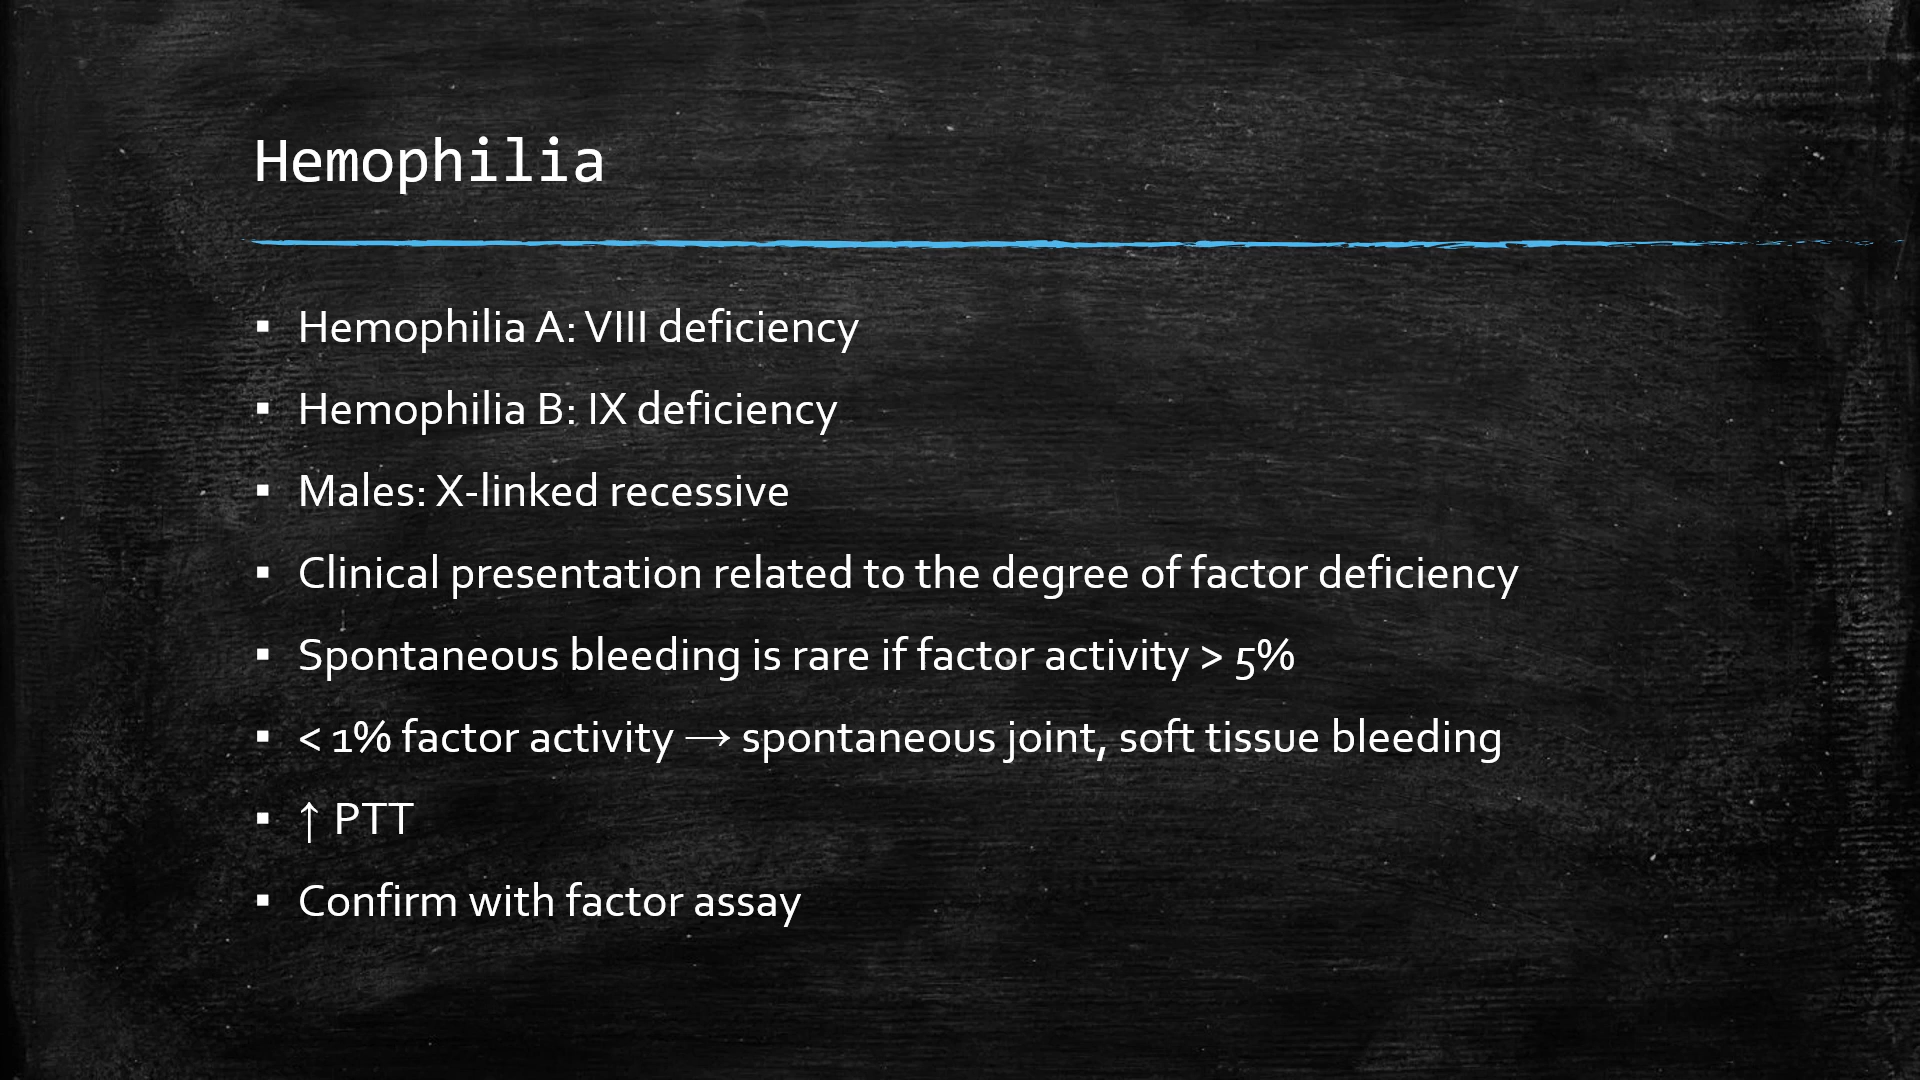 Hemophilia
▪ Hemophilia A: VIII deficiency
▪ Hemophilia B: IX deficiency
▪ Males: X-linked recessive
▪ Clinical presentation related to the degree of factor deficiency
▪ Spontaneous bleeding is rare if factor activity > 5%
▪ < 1% factor activity → spontaneous joint, soft tissue bleeding
▪ ↑ PTT
▪ Confirm with factor assay